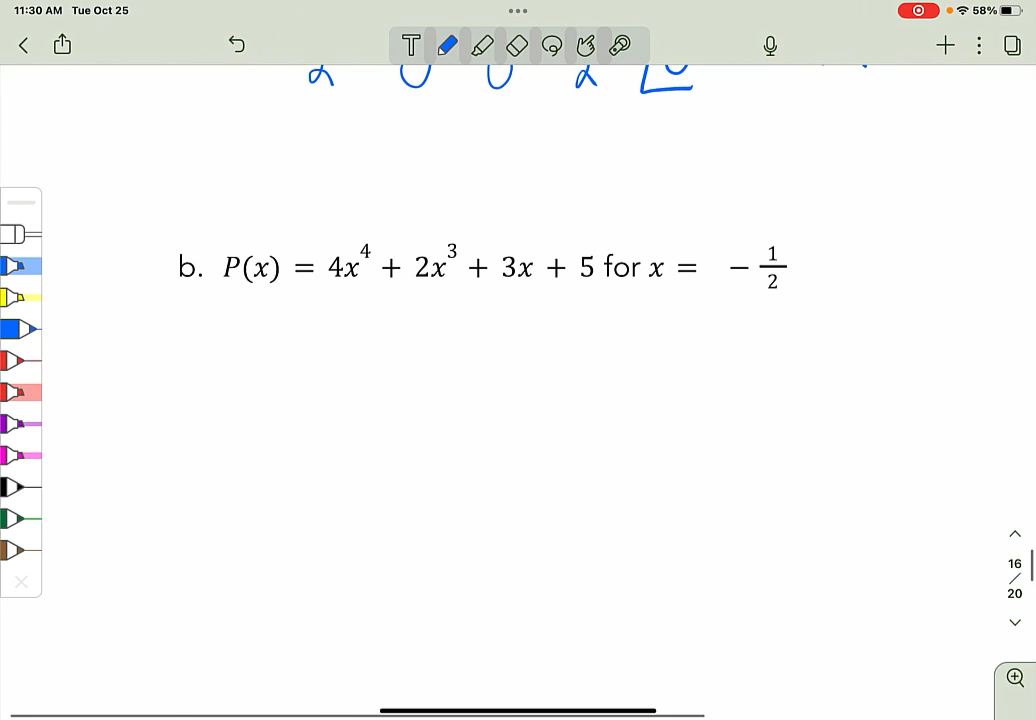 11:30 AM Tue Oct 25
58%
T
b. P(x) = 4x⁴ + 2x³ + 3x + 5 for x = − 1/2
16
/
20